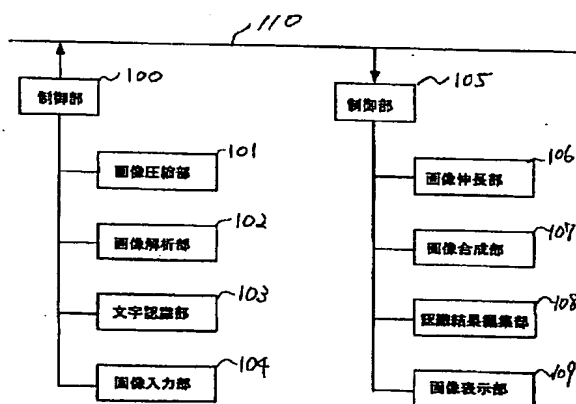 110
制御部
100
制御部
105
画像圧縮部
101
画像解析部
102
文字認識部
103
画像入力部
104
画像伸長部
106
画像合成部
107
認識結果編集部
108
画像表示部
109